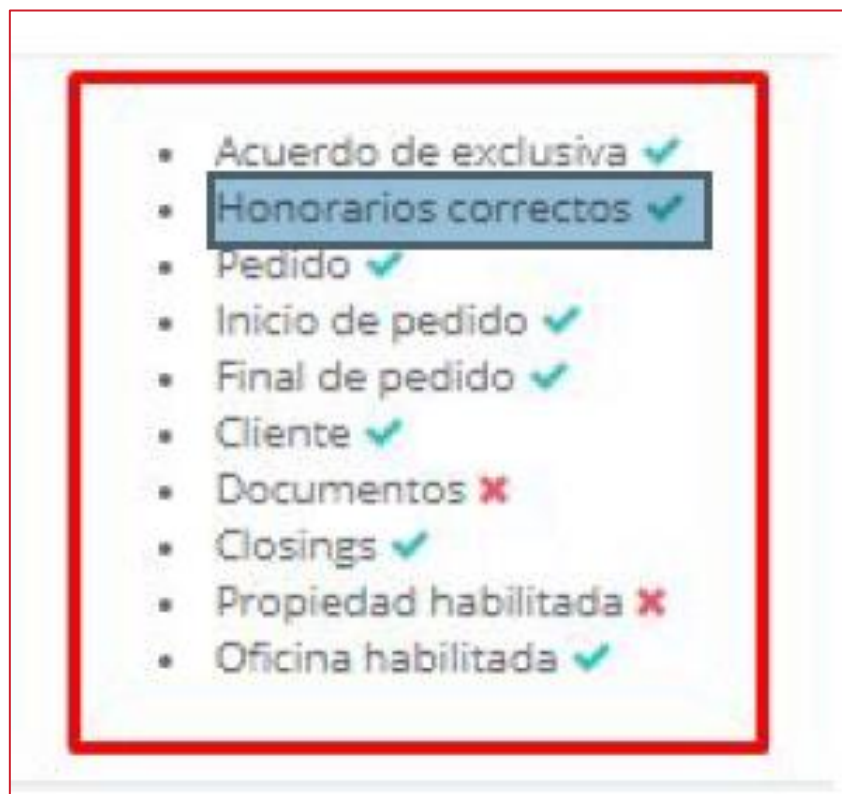 Acuerdo de exclusiva ✔
Honorarios correctos ✔
Pedido ✔
Inicio de pedido ✔
Final de pedido ✔
Cliente ✔
Documentos ✖
Closings ✔
Propiedad habilitada ✖
Oficina habilitada ✔